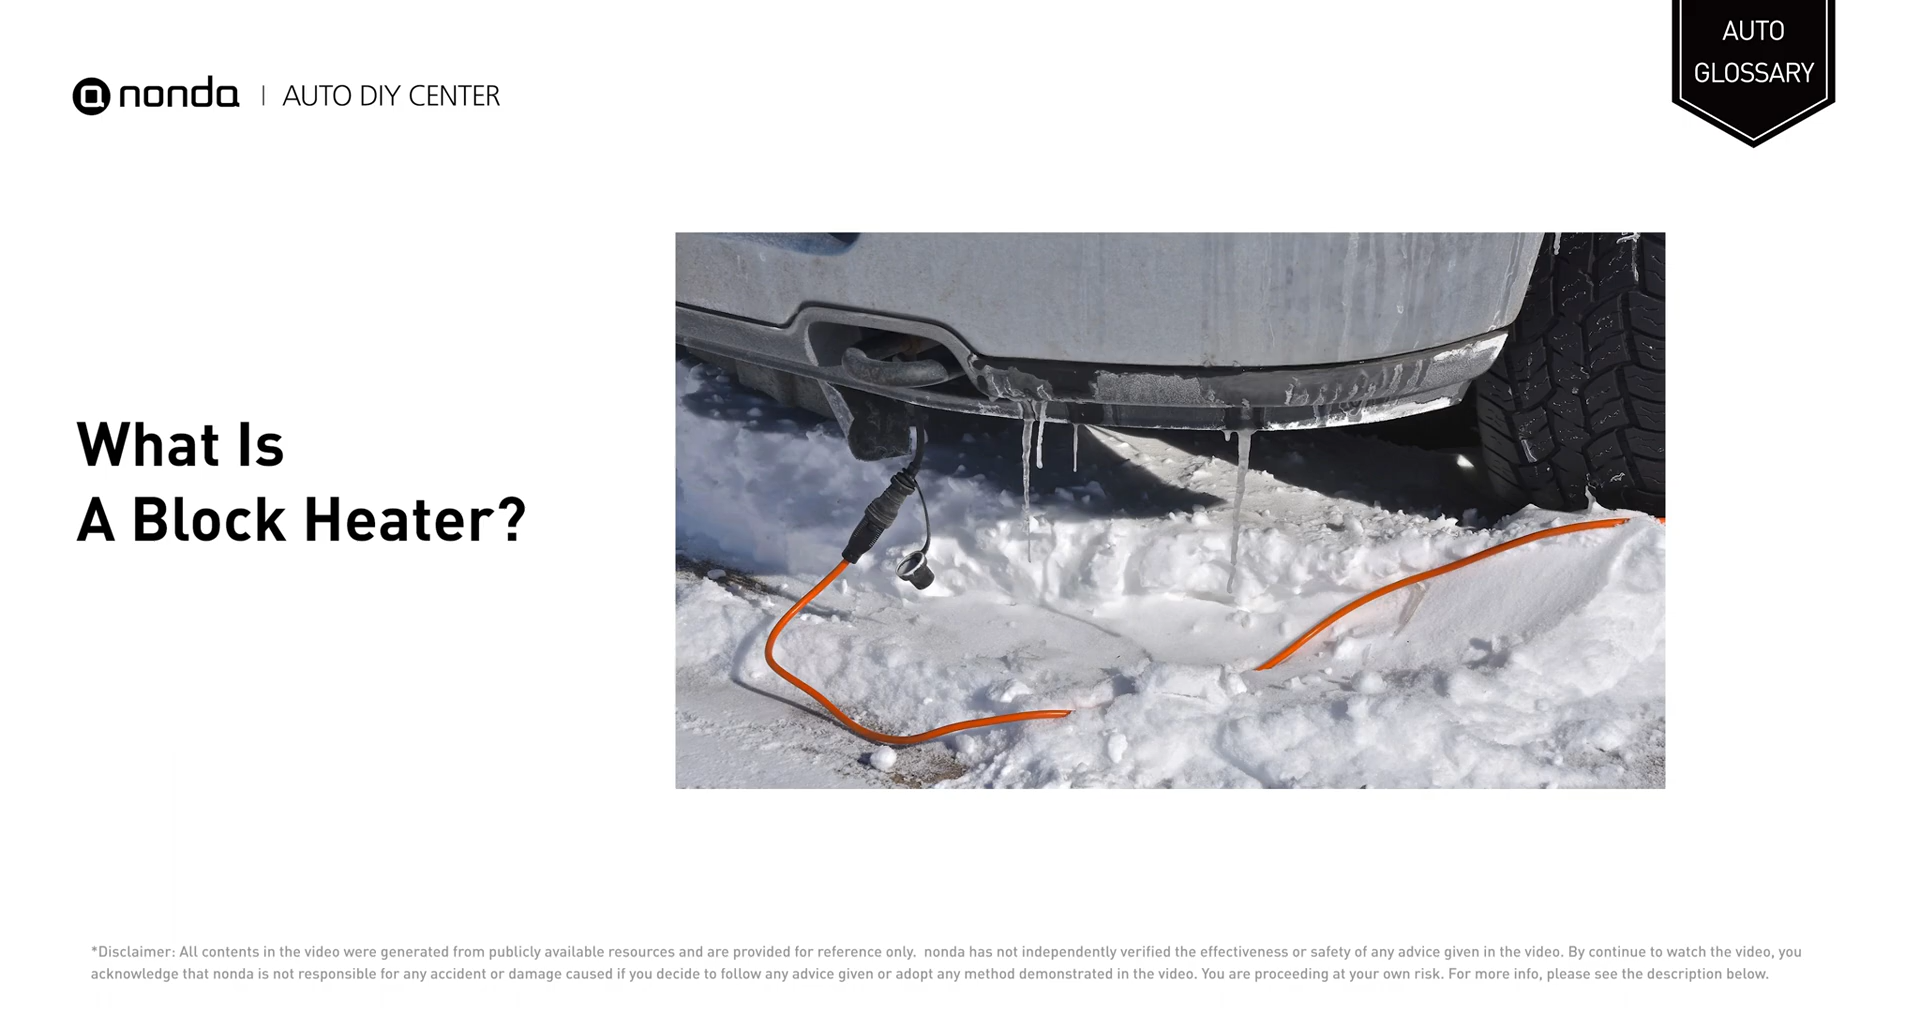 nonda | AUTO DIY CENTER
AUTO
GLOSSARY
What Is
A Block Heater?
*Disclaimer: All contents in the video were generated from publicly available resources and are provided for reference only.  nonda has not independently verified the effectiveness or safety of any advice given in the video. By continue to watch the video, you
acknowledge that nonda is not responsible for any accident or damage caused if you decide to follow any advice given or adopt any method demonstrated in the video. You are proceeding at your own risk. For more info, please see the description below.